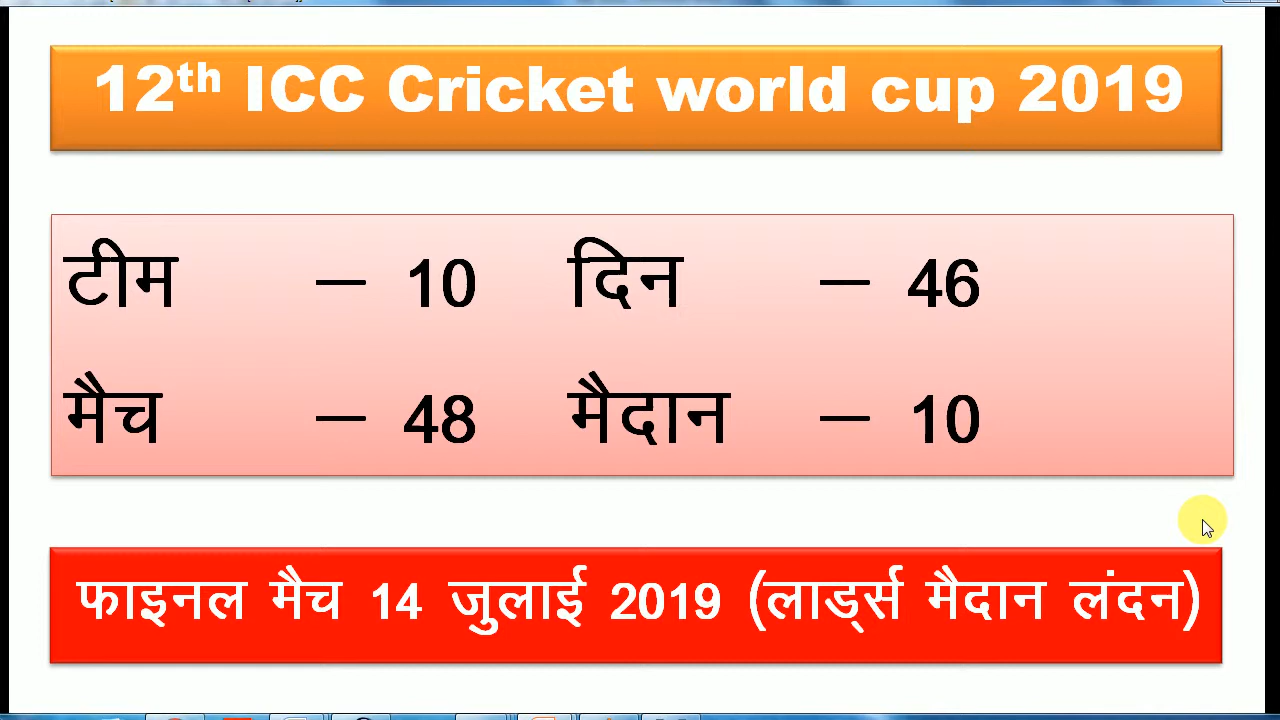 12th ICC Cricket world cup 2019
टीम – 10 दिन – 46
मैच – 48 मैदान – 10
फाइनल मैच 14 जुलाई 2019 (लार्ड्स मैदान लंदन)